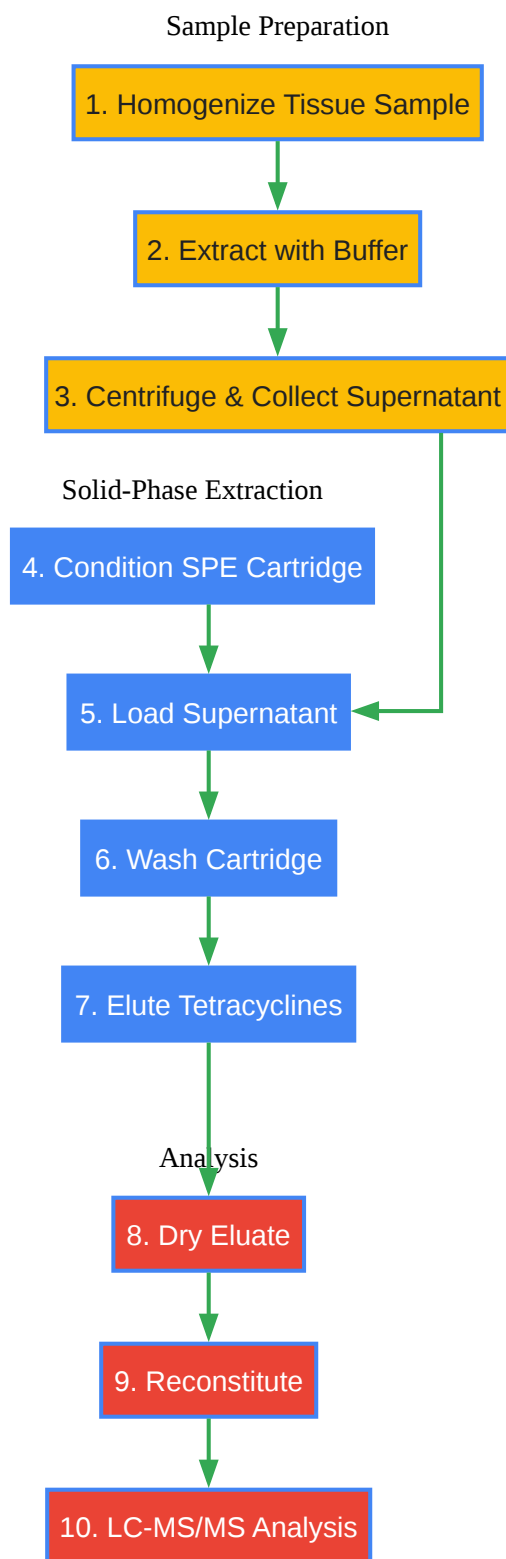 Sample Preparation
1. Homogenize Tissue Sample
2. Extract with Buffer
3. Centrifuge & Collect Supernatant
Solid-Phase Extraction
4. Condition SPE Cartridge
5. Load Supernatant
6. Wash Cartridge
7. Elute Tetracyclines
Analysis
8. Dry Eluate
9. Reconstitute
10. LC-MS/MS Analysis